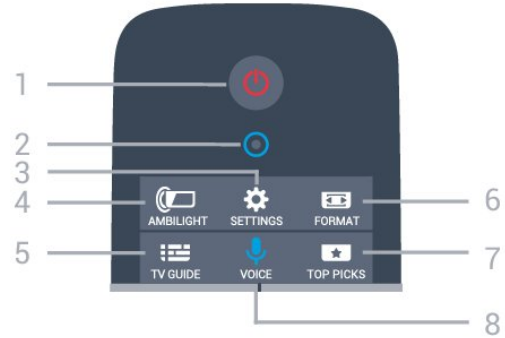 1
2
3
4
AMBILIGHT
SETTINGS
FORMAT
6
5
TV GUIDE
VOICE
TOP PICKS
7
8